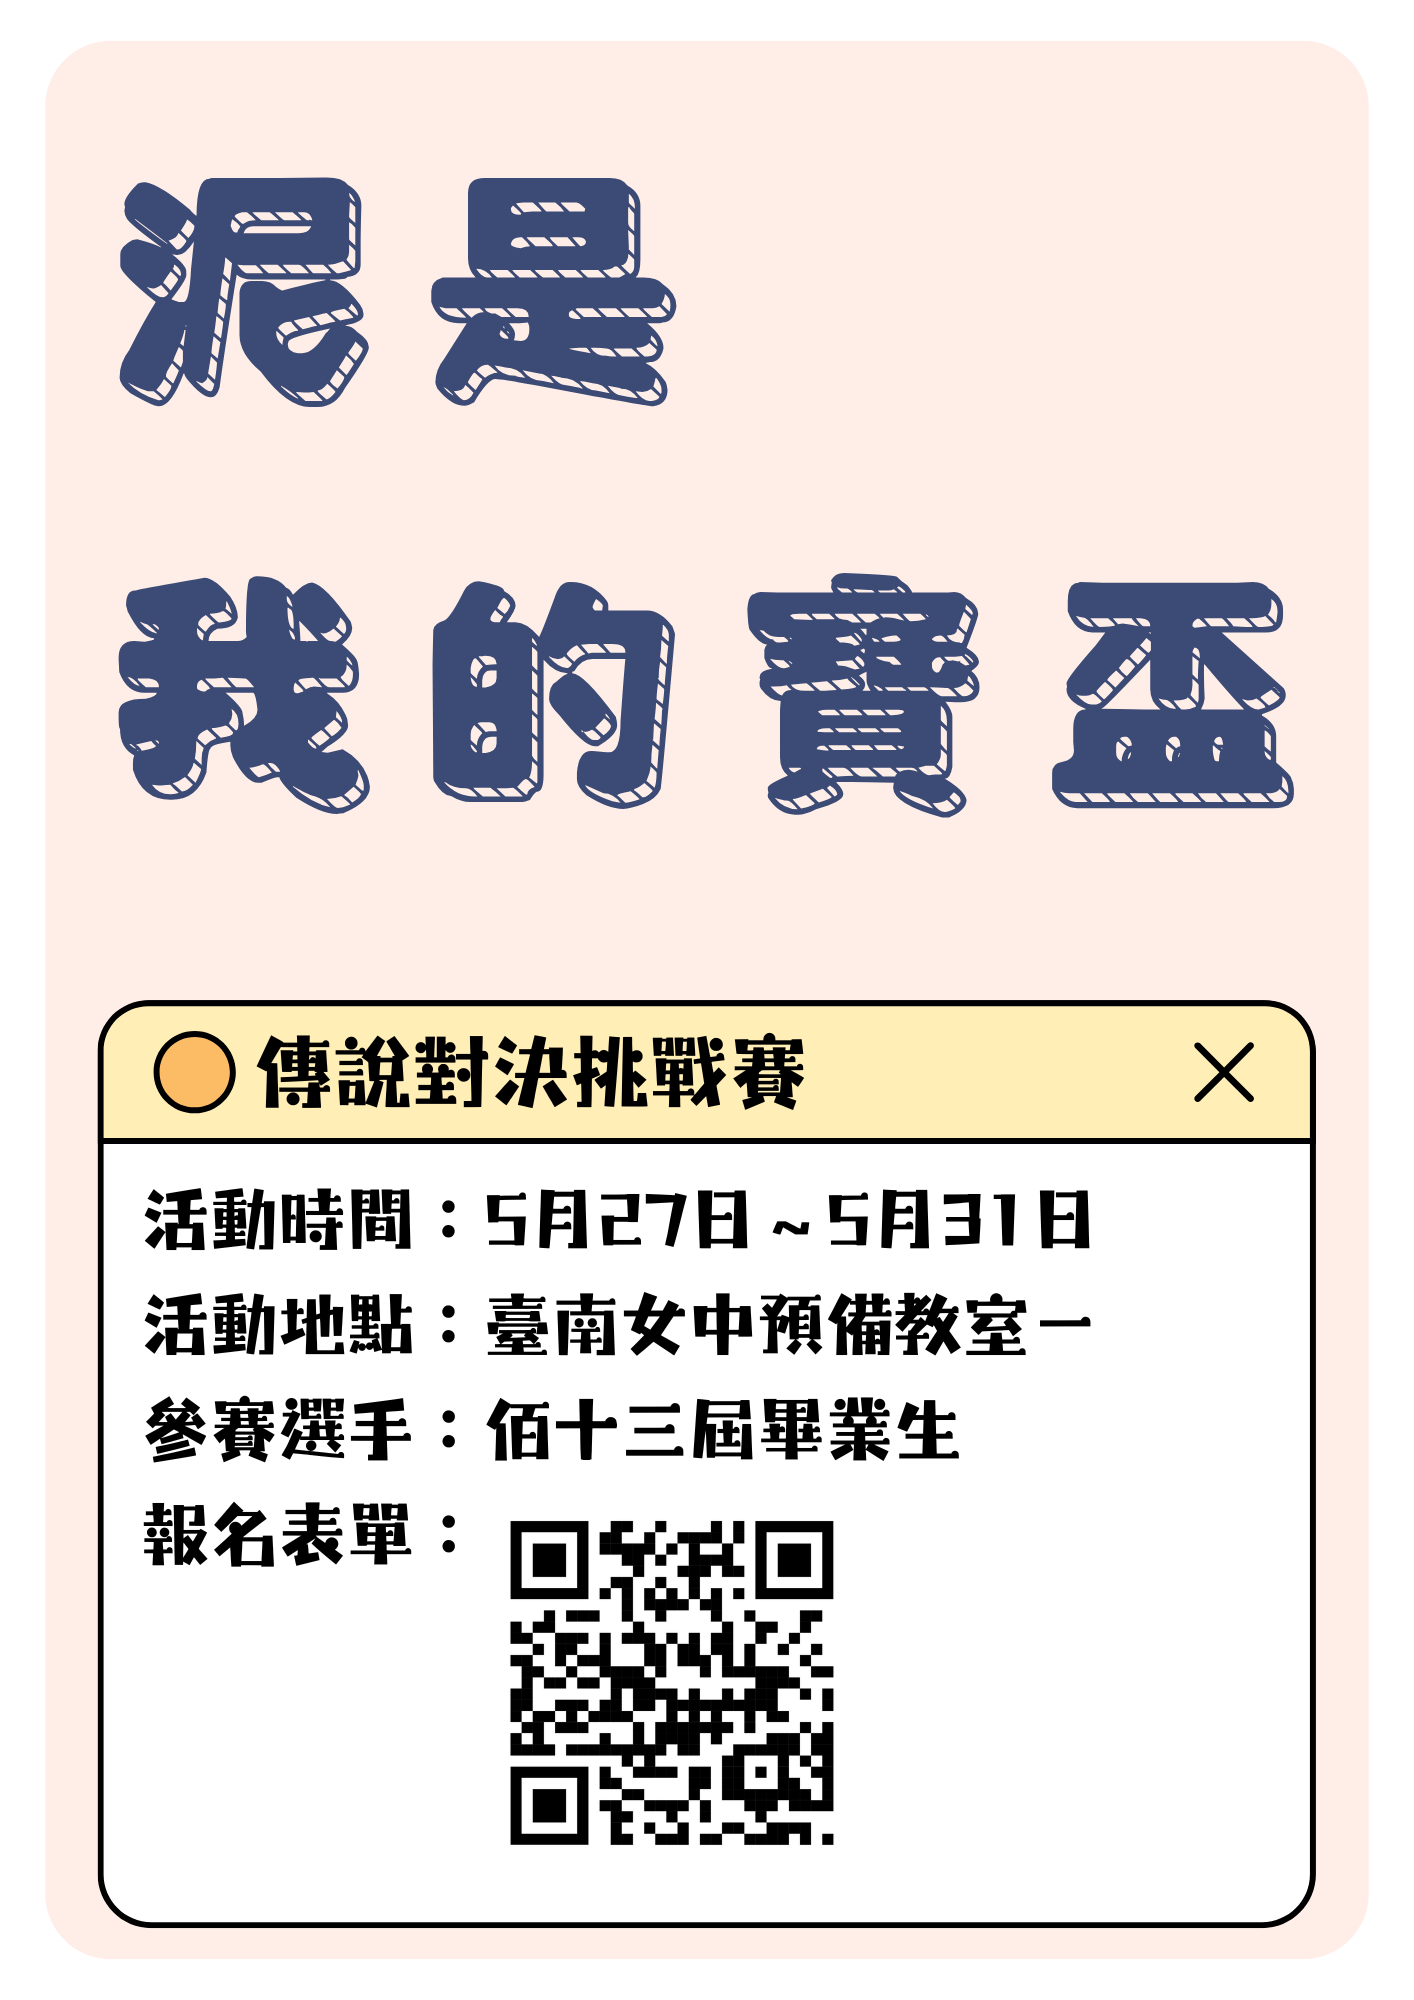 泥是
我的寶盃
傳說對決挑戰賽
活動時間：5月27日～5月31日
活動地點：臺南女中預備教室一
參賽選手：佰十三屆畢業生
報名表單：